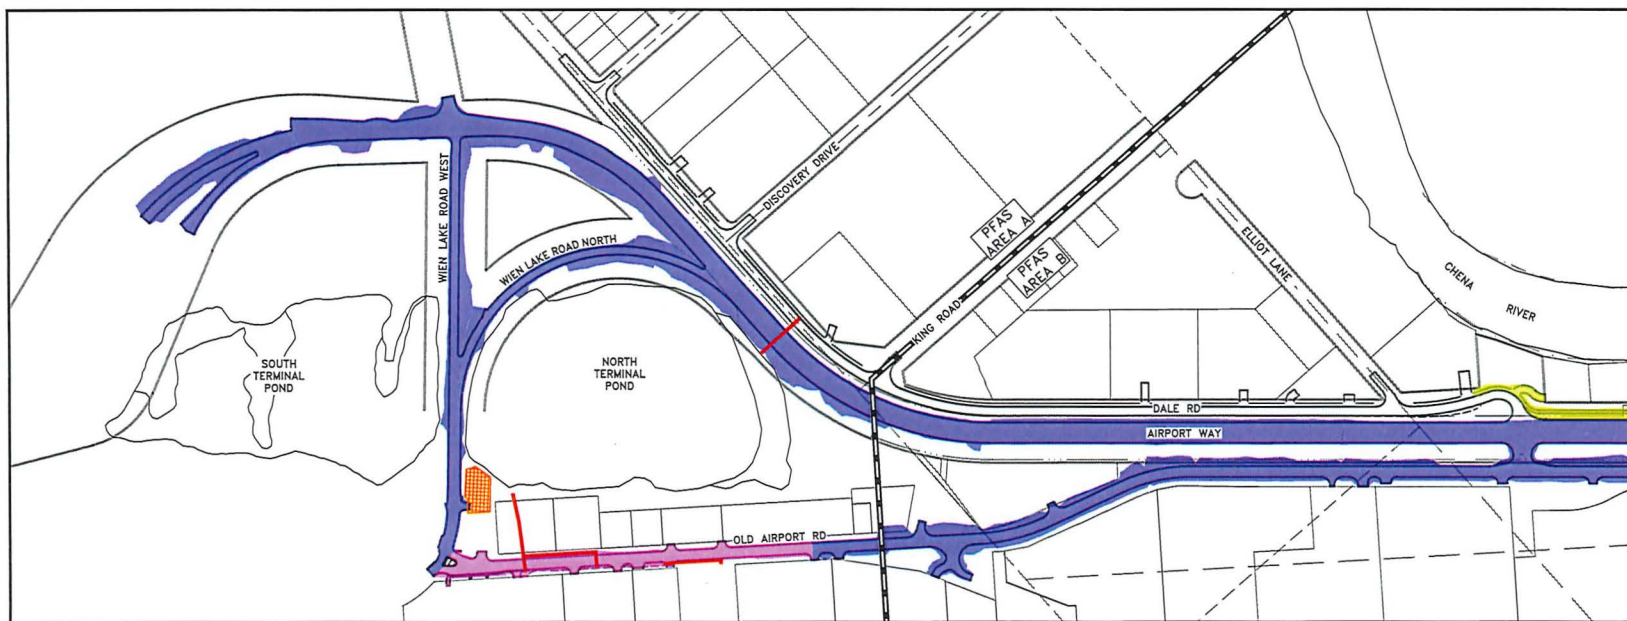 WIEN LAKE ROAD WEST
DISCOVERY DRIVE
PFAS
AREA A
PFAS
AREA B
WIEN LAKE ROAD NORTH
ELLIOT LANE
CHENA
RIVER
KING ROAD
SOUTH
TERMINAL
POND
NORTH
TERMINAL
POND
DALE RD
AIRPORT WAY
OLD AIRPORT RD